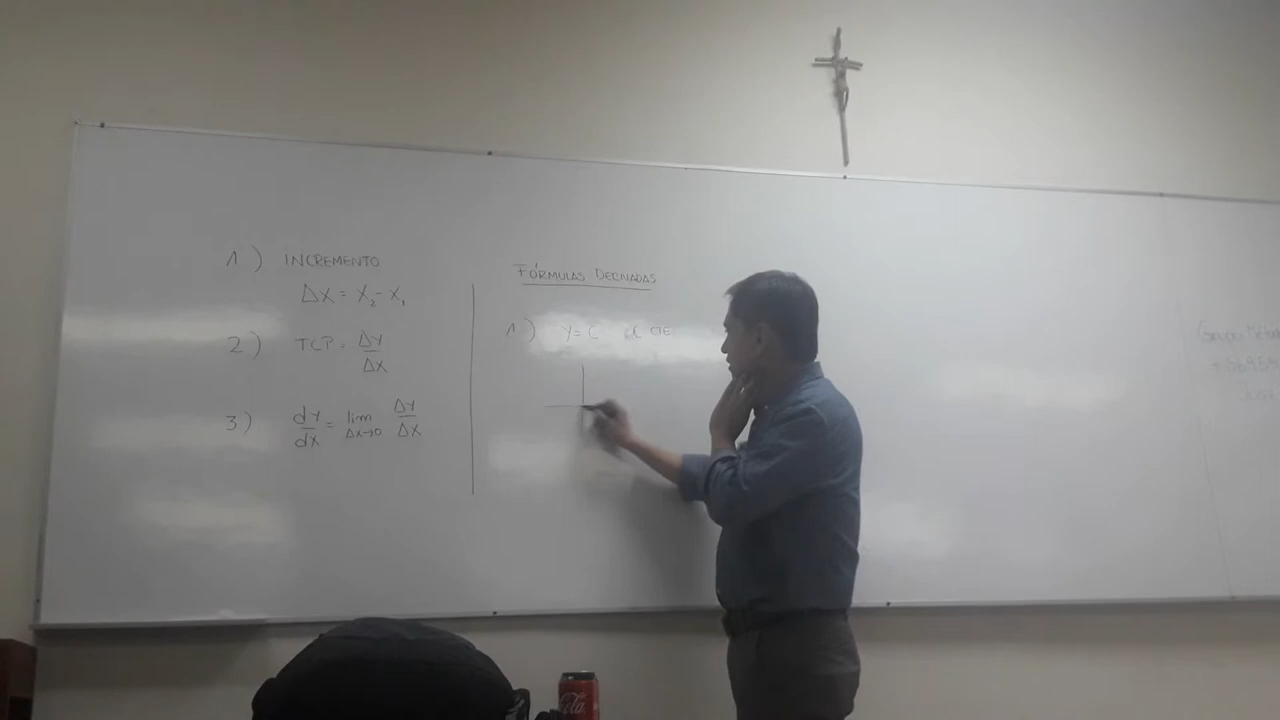 1) INCREMENTO
ΔX = X₂ - X₁
2) TCP = ΔY/ΔX
3) dY/dX = lim ΔX→0 ΔY/ΔX
FÓRMULAS DERIVADAS
1) Y = C CTE
Cola